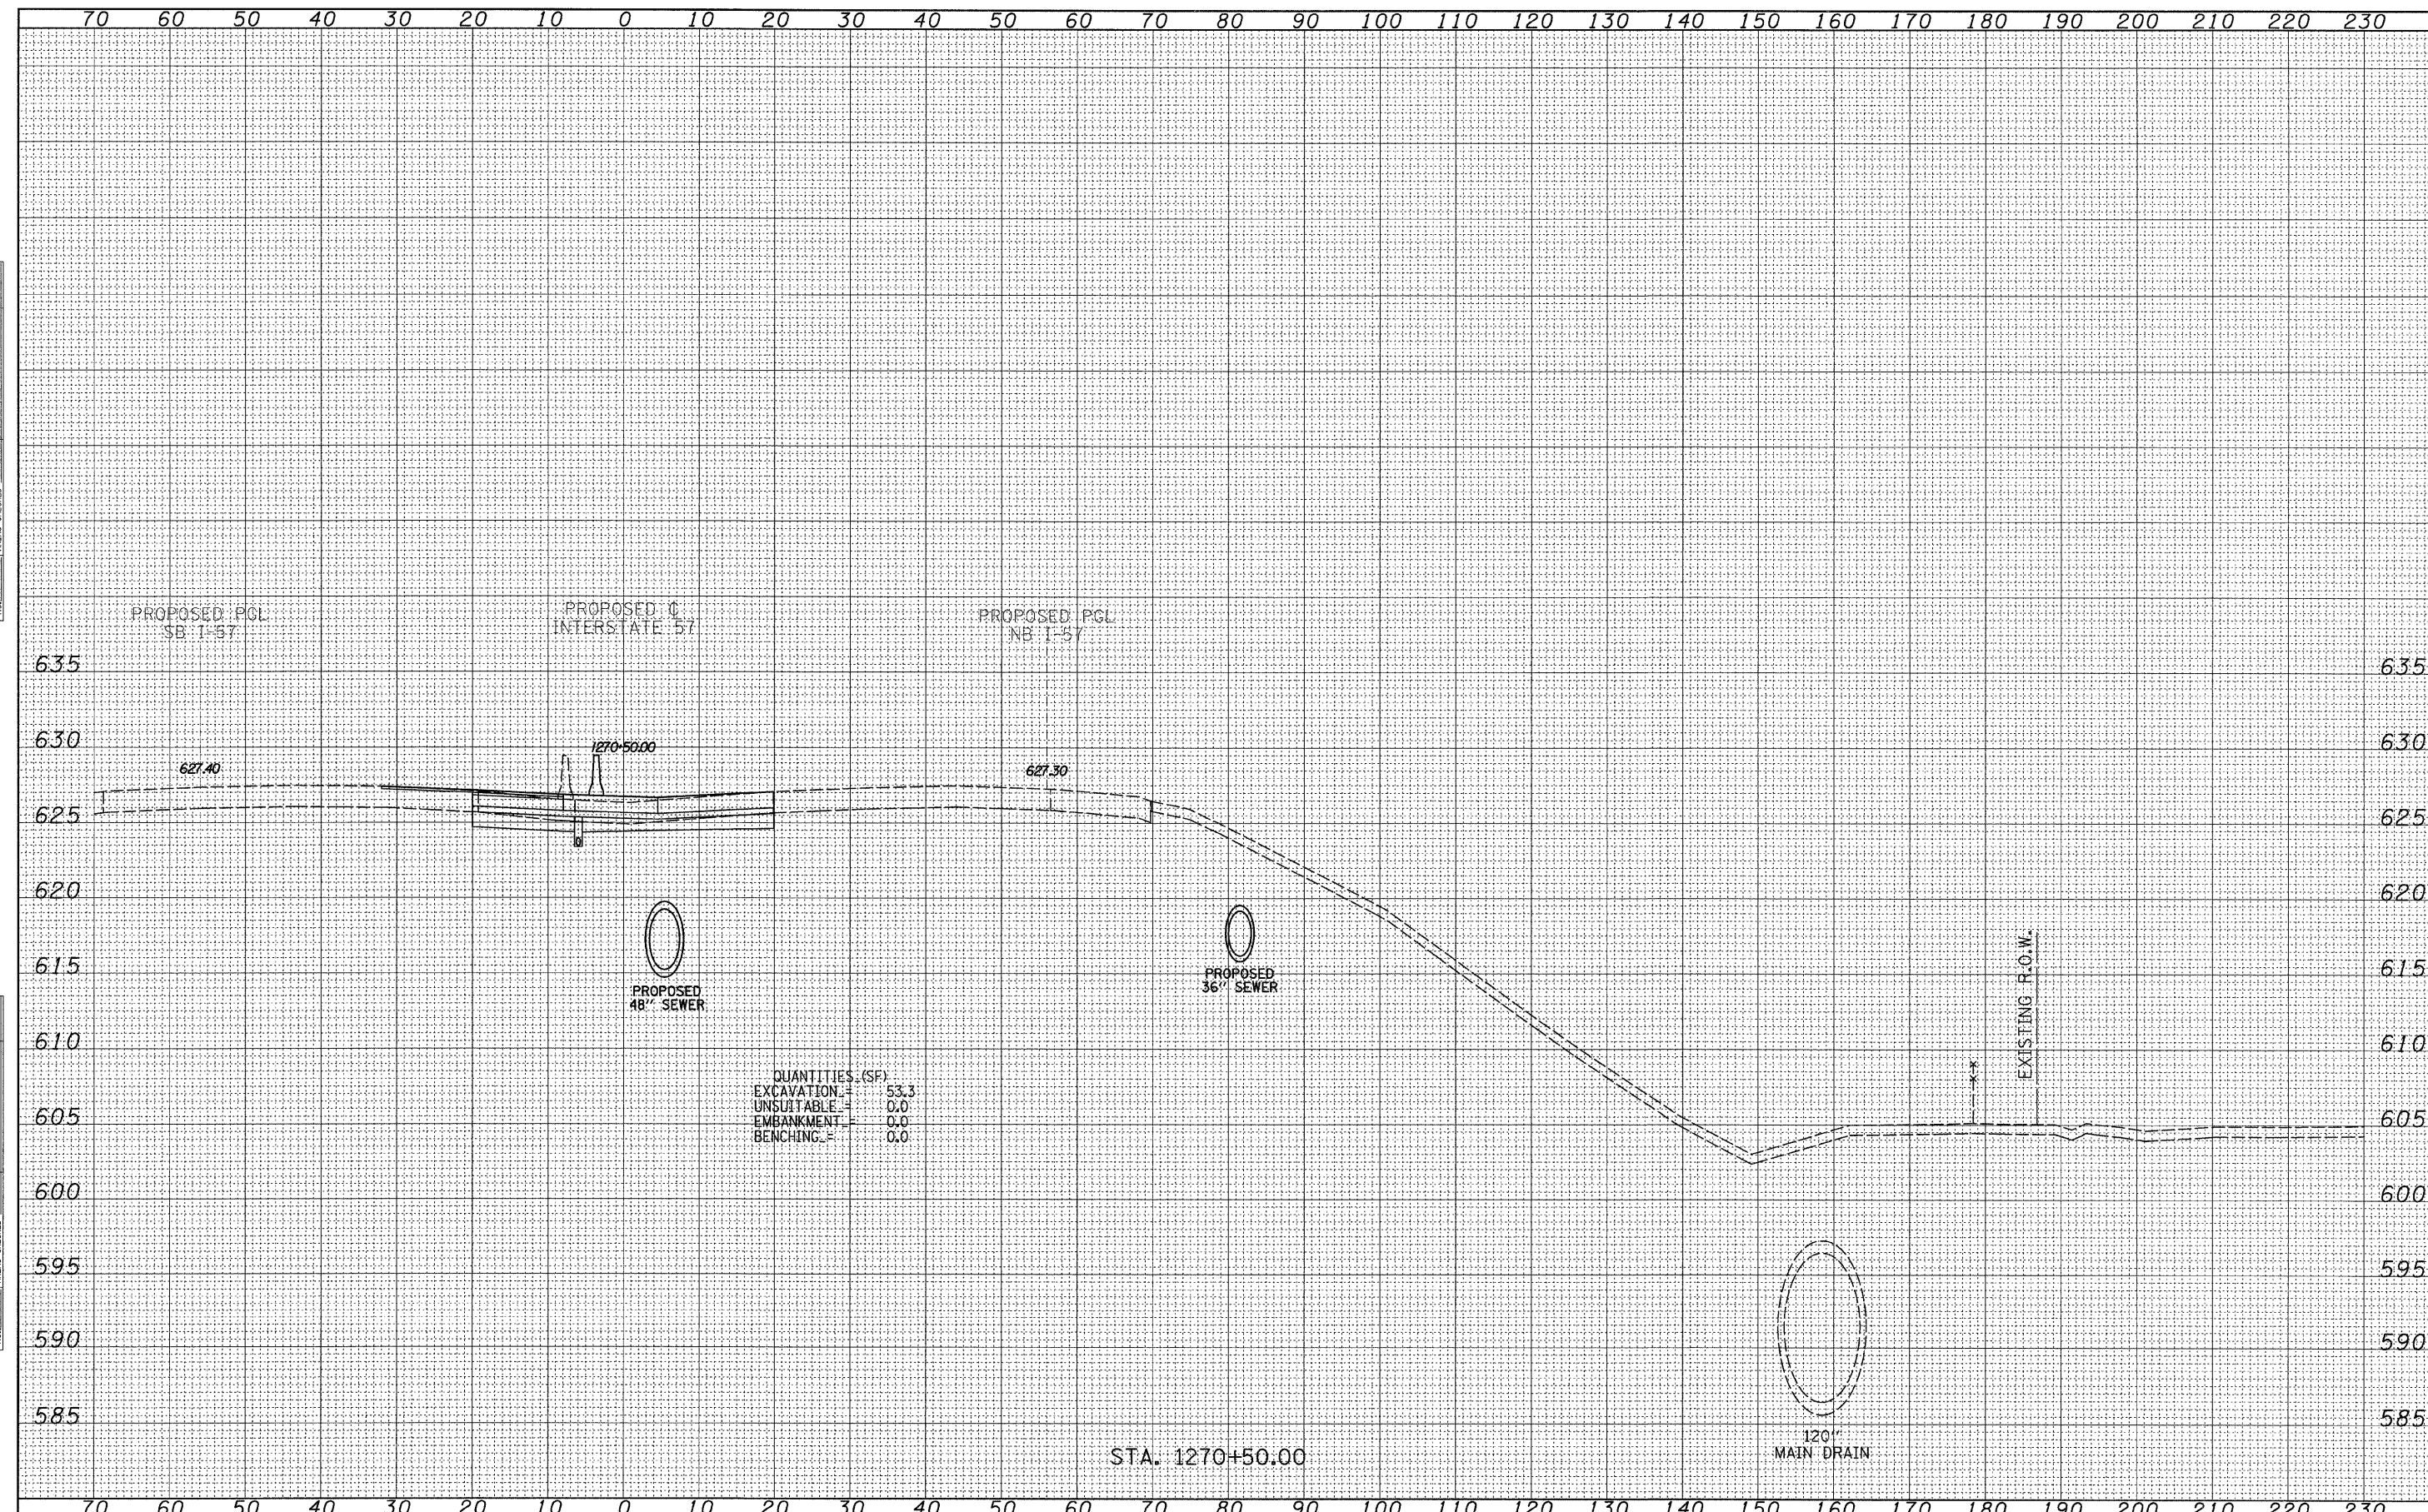 70 60 50 40 30 20 10 0 10 20 30 40 50 60 70 80 90 100 110 120 130 140 150 160 170 180 190 200 210 220 230
PROPOSED PGL
SB I-57
PROPOSED ℄
INTERSTATE 57
PROPOSED PGL
NB I-57
635 635
630 630
1270+50.00
627.40
627.30
625 625
620 620
615 615
PROPOSED
48" SEWER
PROPOSED
36" SEWER
EXISTING R.O.W.
610 610
QUANTITIES_(SF)
EXCAVATION_= 53.3
UNSUITABLE_= 0.0
EMBANKMENT_= 0.0
BENCHING_= 0.0
605 605
600 600
595 595
590 590
585 585
120"
MAIN DRAIN
STA. 1270+50.00
70 60 50 40 30 20 10 0 10 20 30 40 50 60 70 80 90 100 110 120 130 140 150 160 170 180 190 200 210 220 230